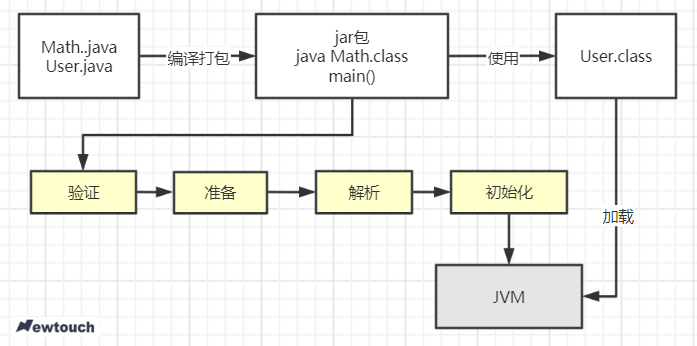 Math..java
User.java
编译打包
jar包
java Math.class
main()
使用
User.class
验证
准备
解析
初始化
加载
JVM
Newtouch